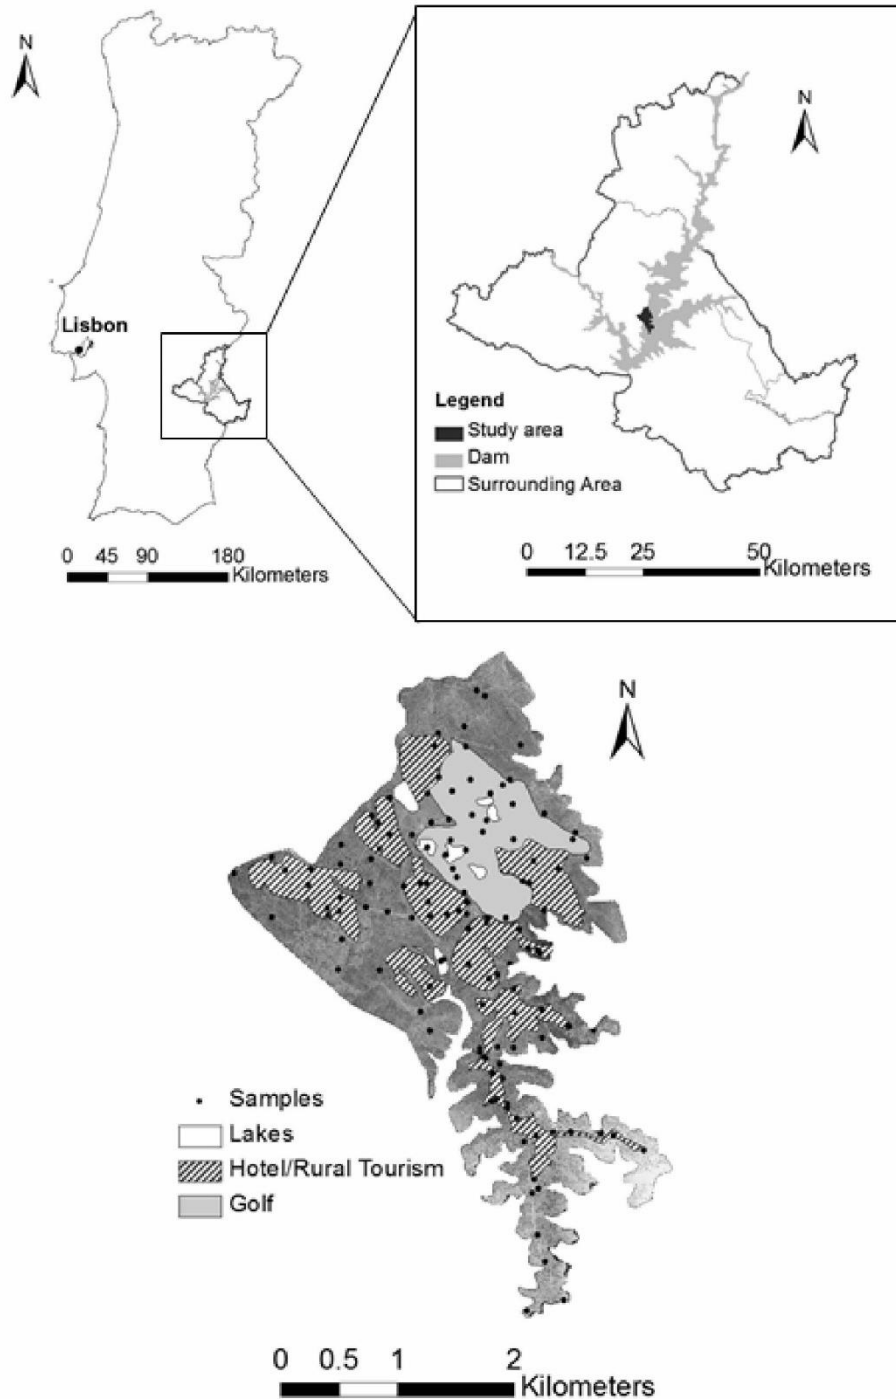 N
Lisbon
0 45 90 180
Kilometers
N
Legend
Study area
Dam
Surrounding Area
0 12.5 25 50
Kilometers
N
Samples
Lakes
Hotel/Rural Tourism
Golf
0 0.5 1 2
Kilometers